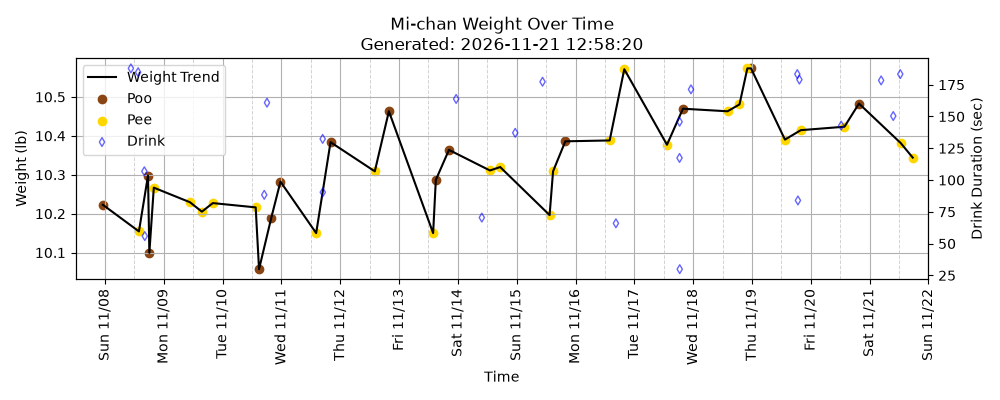 Mi-chan Weight Over Time
Generated: 2026-11-21 12:58:20
Weight Trend
Poo
Pee
Drink
Weight (lb)
10.5
10.4
10.3
10.2
10.1
175
150
125
100
75
50
25
Drink Duration (sec)
Sun 11/08
Mon 11/09
Tue 11/10
Wed 11/11
Thu 11/12
Fri 11/13
Sat 11/14
Sun 11/15
Mon 11/16
Tue 11/17
Wed 11/18
Thu 11/19
Fri 11/20
Sat 11/21
Sun 11/22
Time